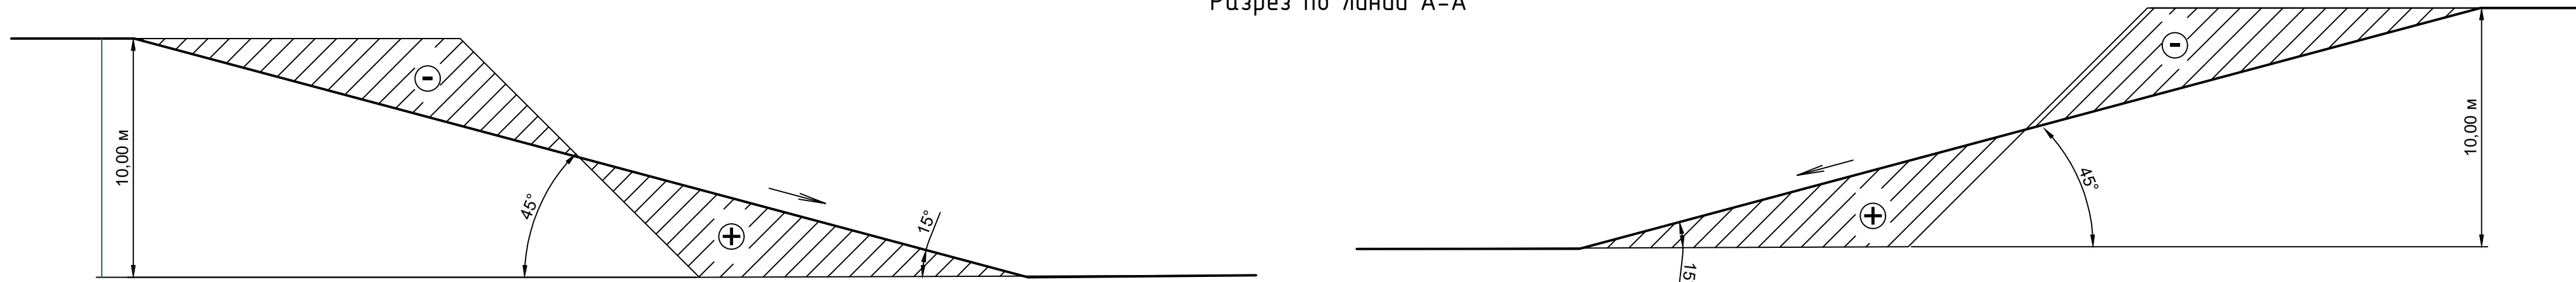 Разрез по линии А-А
10,00 м
45°
15°
-
+
15
45°
10,00 м
-
+